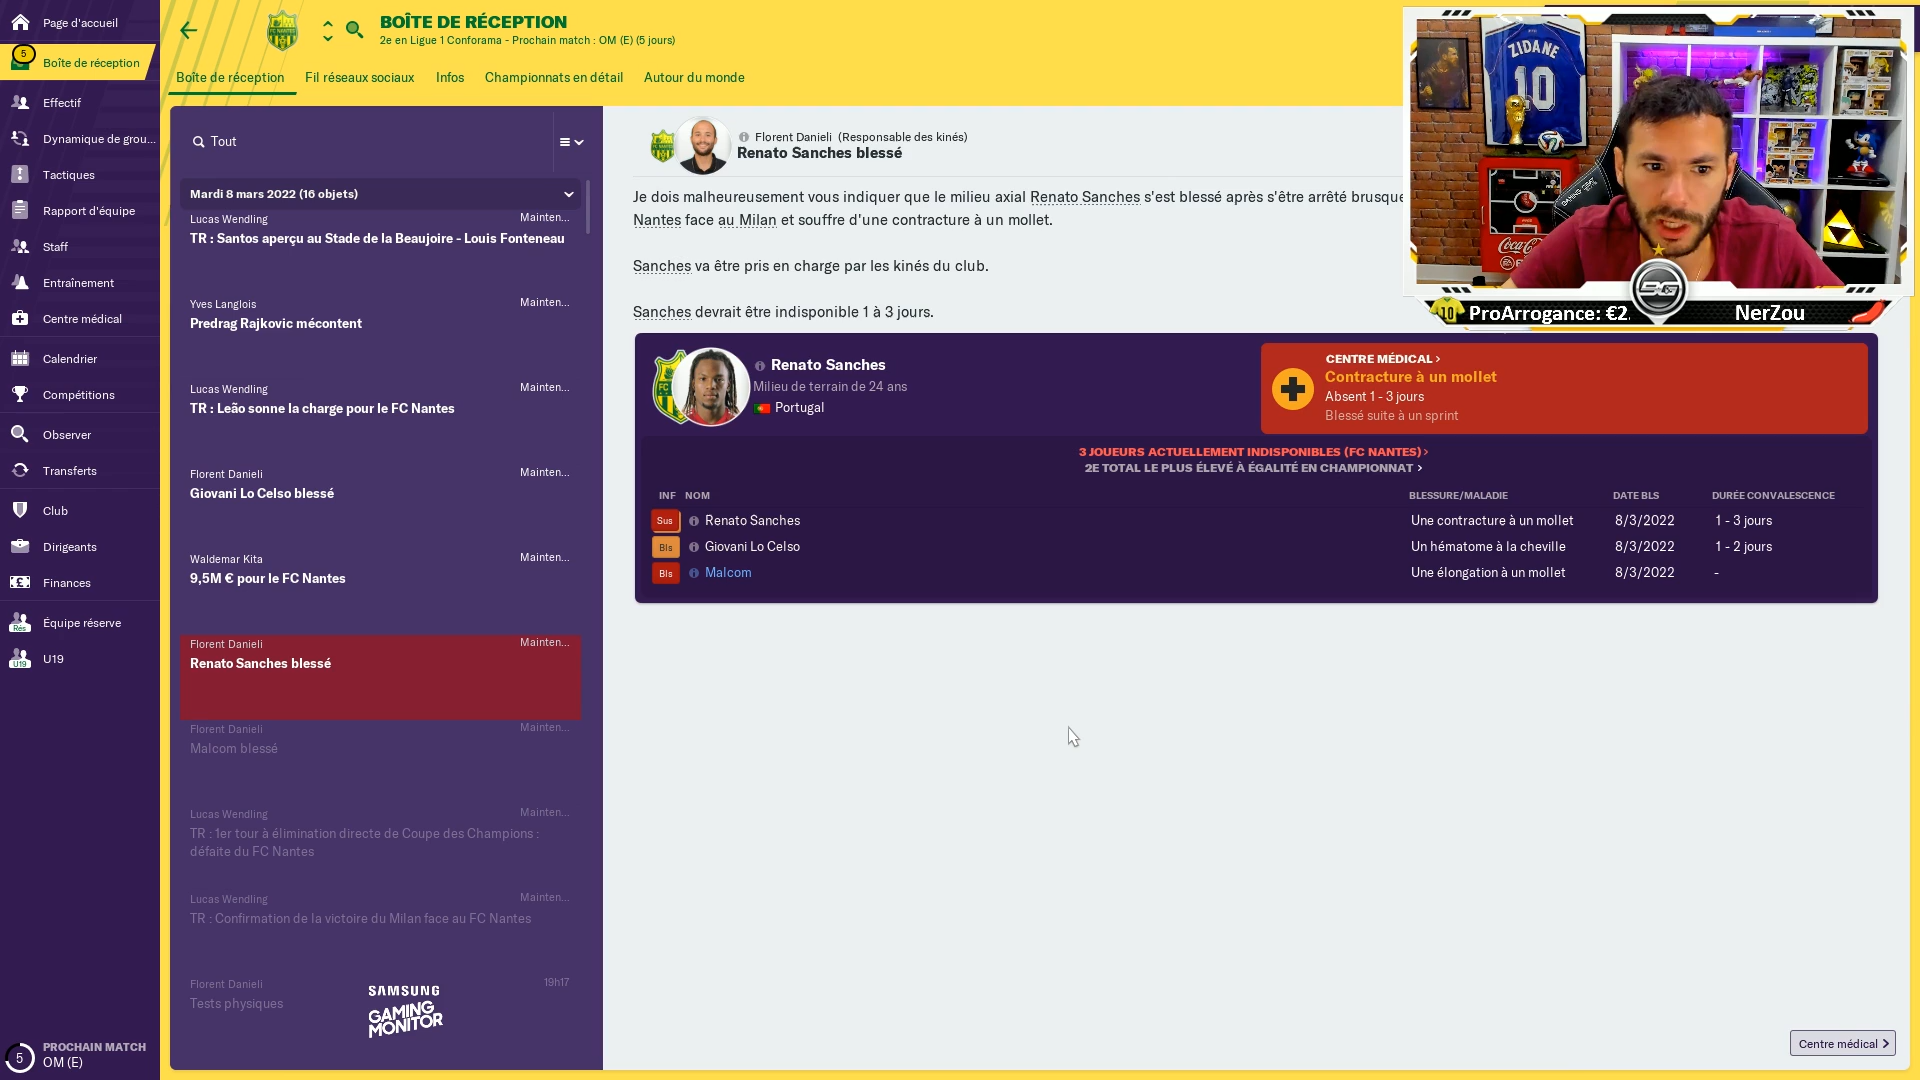 Page d'accueil
5
Boîte de réception
Effectif
Dynamique de grou...
Tactiques
Rapport d'équipe
Staff
Entraînement
Centre médical
Calendrier
Compétitions
Observer
Transferts
Club
Dirigeants
Finances
Rés
Équipe réserve
U19
U19
5
PROCHAIN MATCH
OM (E)
BOÎTE DE RÉCEPTION
2e en Ligue 1 Conforama - Prochain match : OM (E) (5 jours)
Boîte de réception
Fil réseaux sociaux
Infos
Championnats en détail
Autour du monde
Tout
Mardi 8 mars 2022 (16 objets)
Lucas Wendling
Mainten...
TR : Santos aperçu au Stade de la Beaujoire - Louis Fonteneau
Yves Langlois
Mainten...
Predrag Rajkovic mécontent
Lucas Wendling
Mainten...
TR : Leão sonne la charge pour le FC Nantes
Florent Danieli
Mainten...
Giovani Lo Celso blessé
Waldemar Kita
Mainten...
9,5M € pour le FC Nantes
Florent Danieli
Mainten...
Renato Sanches blessé
Florent Danieli
Mainten...
Malcom blessé
Lucas Wendling
Mainten...
TR : 1er tour à élimination directe de Coupe des Champions :
défaite du FC Nantes
Lucas Wendling
Mainten...
TR : Confirmation de la victoire du Milan face au FC Nantes
Florent Danieli
19h17
Tests physiques
SAMSUNG
GAMING
MONITOR
Florent Danieli (Responsable des kinés)
Renato Sanches blessé
Je dois malheureusement vous indiquer que le milieu axial Renato Sanches s'est blessé après s'être arrêté brusque
Nantes face au Milan et souffre d'une contracture à un mollet.
Sanches va être pris en charge par les kinés du club.
Sanches devrait être indisponible 1 à 3 jours.
Renato Sanches
Milieu de terrain de 24 ans
Portugal
CENTRE MÉDICAL
Contracture à un mollet
Absent 1 - 3 jours
Blessé suite à un sprint
3 JOUEURS ACTUELLEMENT INDISPONIBLES (FC NANTES)
2E TOTAL LE PLUS ÉLEVÉ À ÉGALITÉ EN CHAMPIONNAT
INF NOM BLESSURE/MALADIE DATE BLS DURÉE CONVALESCENCE
Sus Renato Sanches Une contracture à un mollet 8/3/2022 1 - 3 jours
Bls Giovani Lo Celso Un hématome à la cheville 8/3/2022 1 - 2 jours
Bls Malcom Une élongation à un mollet 8/3/2022 -
Centre médical
ZIDANE
10
Coca-C
10
ProArrogance: €2.
SG
NerZou